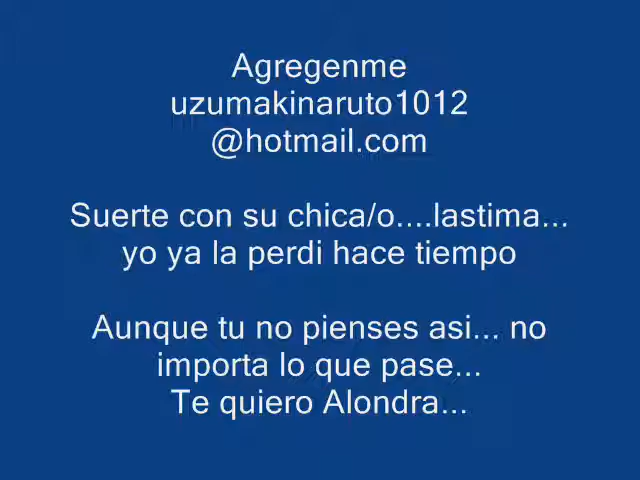 Agregenme
uzumakinaruto1012
@hotmail.com
Suerte con su chica/o....lastima...
yo ya la perdi hace tiempo
Aunque tu no pienses asi... no
importa lo que pase...
Te quiero Alondra...